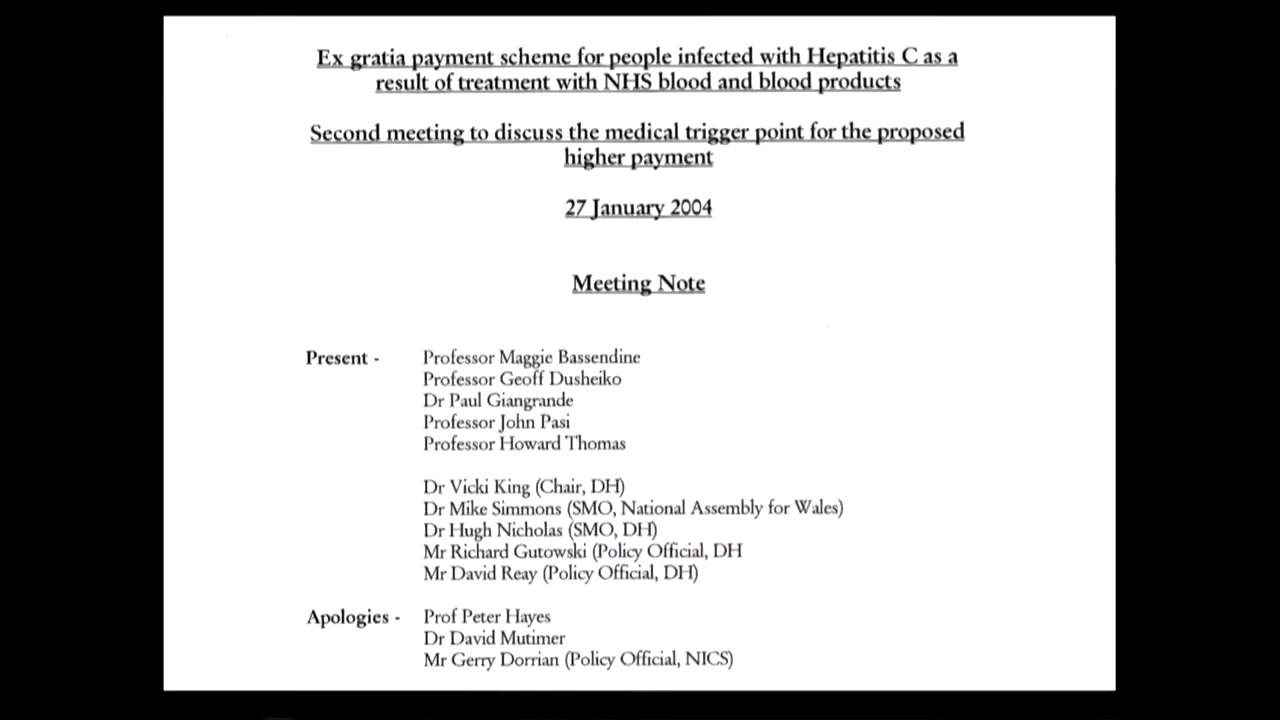 Ex gratia payment scheme for people infected with Hepatitis C as a
result of treatment with NHS blood and blood products
Second meeting to discuss the medical trigger point for the proposed
higher payment
27 January 2004
Meeting Note
Present - Professor Maggie Bassendine
Professor Geoff Dusheiko
Dr Paul Giangrande
Professor John Pasi
Professor Howard Thomas
Dr Vicki King (Chair, DH)
Dr Mike Simmons (SMO, National Assembly for Wales)
Dr Hugh Nicholas (SMO, DH)
Mr Richard Gutowski (Policy Official, DH
Mr David Reay (Policy Official, DH)
Apologies - Prof Peter Hayes
Dr David Mutimer
Mr Gerry Dorrian (Policy Official, NICS)